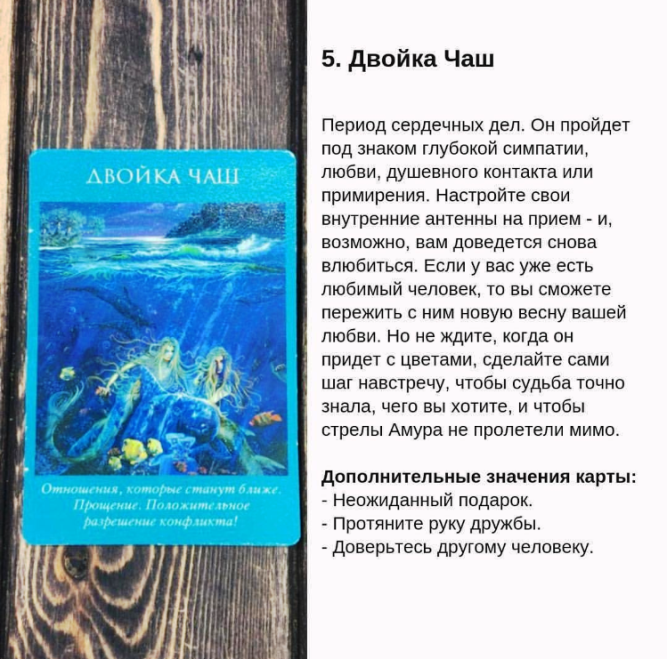 ДВОЙКА ЧАШ
Отношения, которые станут ближе.
Прощение. Положительное
разрешение конфликта!
5. Двойка Чаш
Период сердечных дел. Он пройдет
под знаком глубокой симпатии,
любви, душевного контакта или
примирения. Настройте свои
внутренние антенны на прием - и,
возможно, вам доведется снова
влюбиться. Если у вас уже есть
любимый человек, то вы сможете
пережить с ним новую весну вашей
любви. Но не ждите, когда он
придет с цветами, сделайте сами
шаг навстречу, чтобы судьба точно
знала, чего вы хотите, и чтобы
стрелы Амура не пролетели мимо.
Дополнительные значения карты:
- Неожиданный подарок.
- Протяните руку дружбы.
- Доверьтесь другому человеку.